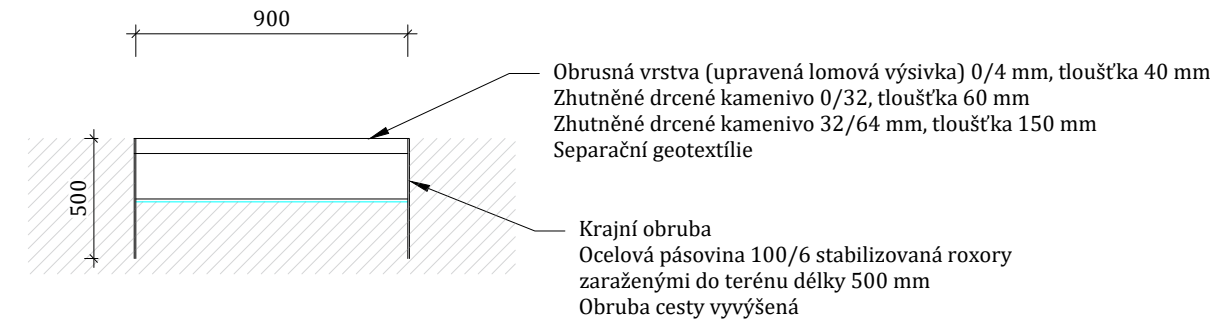 900
Obrusná vrstva (upravená lomová výsivka) 0/4 mm, tloušťka 40 mm
Zhutněné drcené kamenivo 0/32, tloušťka 60 mm
Zhutněné drcené kamenivo 32/64 mm, tloušťka 150 mm
Separační geotextílie
500
Krajní obruba
Ocelová pásovina 100/6 stabilizovaná roxory
zaraženými do terénu délky 500 mm
Obruba cesty vyvýšená